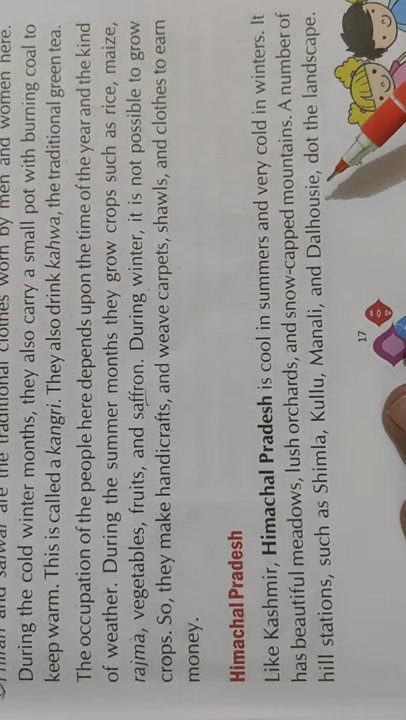 and salwar are the traditional clothes worn by men and women here.
During the cold winter months, they also carry a small pot with burning coal to
keep warm. This is called a kangri. They also drink kahwa, the traditional green tea.
The occupation of the people here depends upon the time of the year and the kind
of weather. During the summer months they grow crops such as rice, maize,
rajma, vegetables, fruits, and saffron. During winter, it is not possible to grow
crops. So, they make handicrafts, and weave carpets, shawls, and clothes to earn
money.
Himachal Pradesh
Like Kashmir, Himachal Pradesh is cool in summers and very cold in winters. It
has beautiful meadows, lush orchards, and snow-capped mountains. A number of
hill stations, such as Shimla, Kullu, Manali, and Dalhousie, dot the landscape.
17